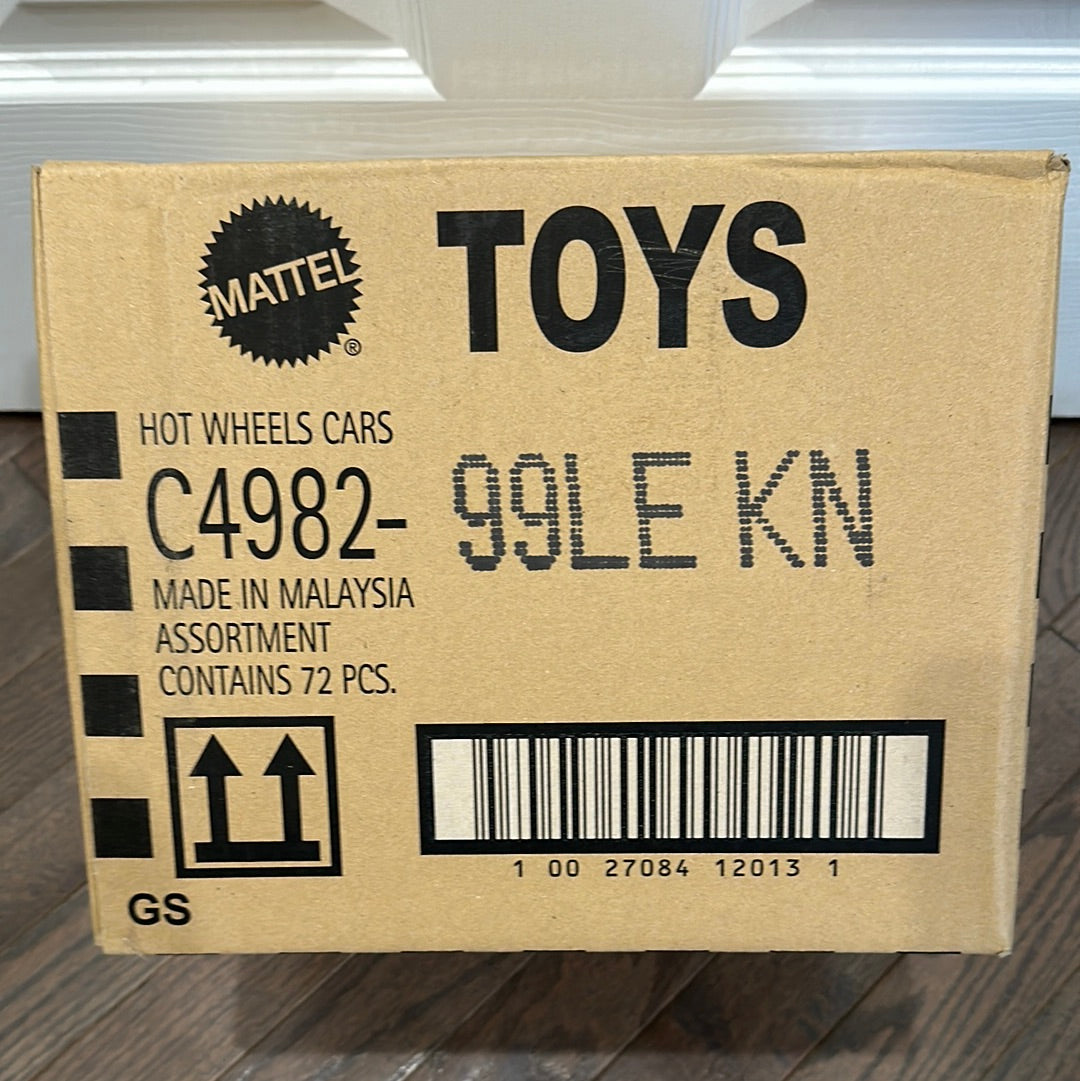 MATTEL®
TOYS
HOT WHEELS CARS
C4982- 99LE KN
MADE IN MALAYSIA
ASSORTMENT
CONTAINS 72 PCS.
1 00 27084 12013 1
GS